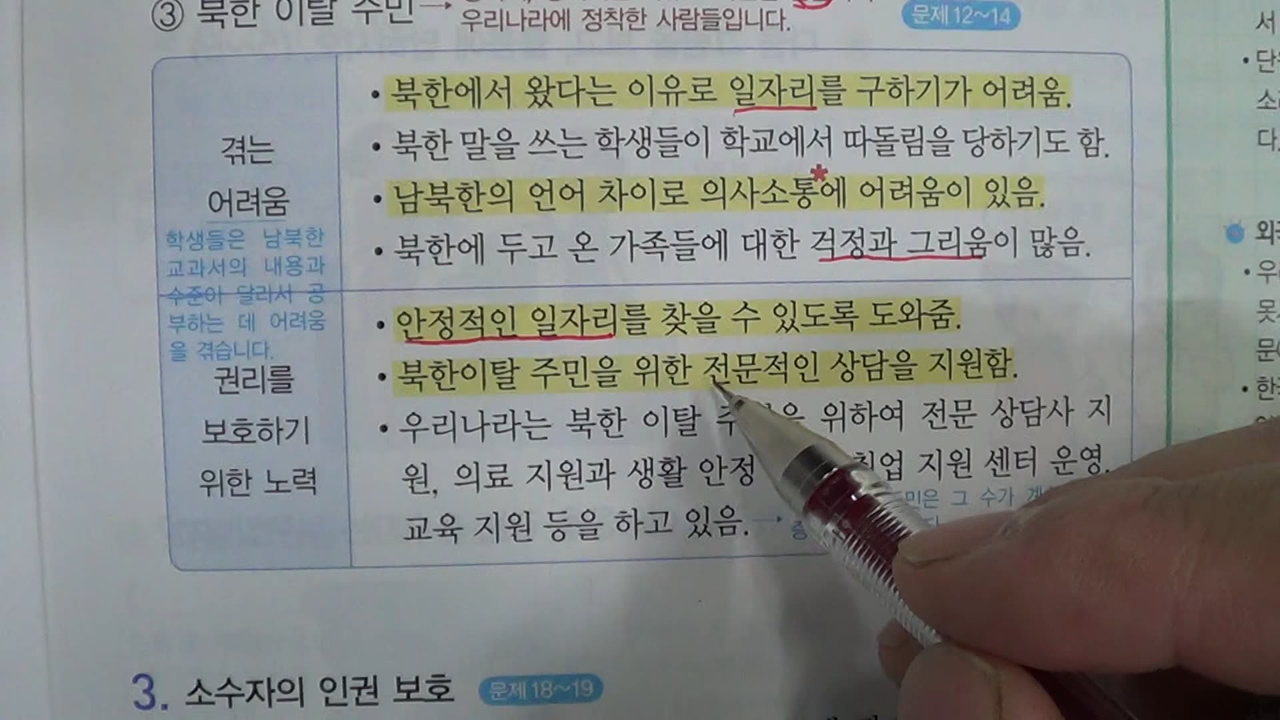 ③ 북한 이탈 주민→
우리나라에 정착한 사람들입니다.
문제 12~14
겪는
어려움
학생들은 남북한
교과서의 내용과
수준이 달라서 공
부하는 데 어려움
을 겪습니다.
• 북한에서 왔다는 이유로 일자리를 구하기가 어려움.
• 북한 말을 쓰는 학생들이 학교에서 따돌림을 당하기도 함.
• 남북한의 언어 차이로 의사소통*에 어려움이 있음.
• 북한에 두고 온 가족들에 대한 걱정과 그리움이 많음.
권리를
보호하기
위한 노력
• 안정적인 일자리를 찾을 수 있도록 도와줌.
• 북한이탈 주민을 위한 전문적인 상담을 지원함.
• 우리나라는 북한 이탈 위하여 전문 상담사 지
원, 의료 지원과 생활 안정 취업 지원 센터 운영,
교육 지원 등을 하고 있음.→
그 수가
3. 소수자의 인권 보호
문제 18~19
서
• 단
소
다.
• 우
못
문
• 한